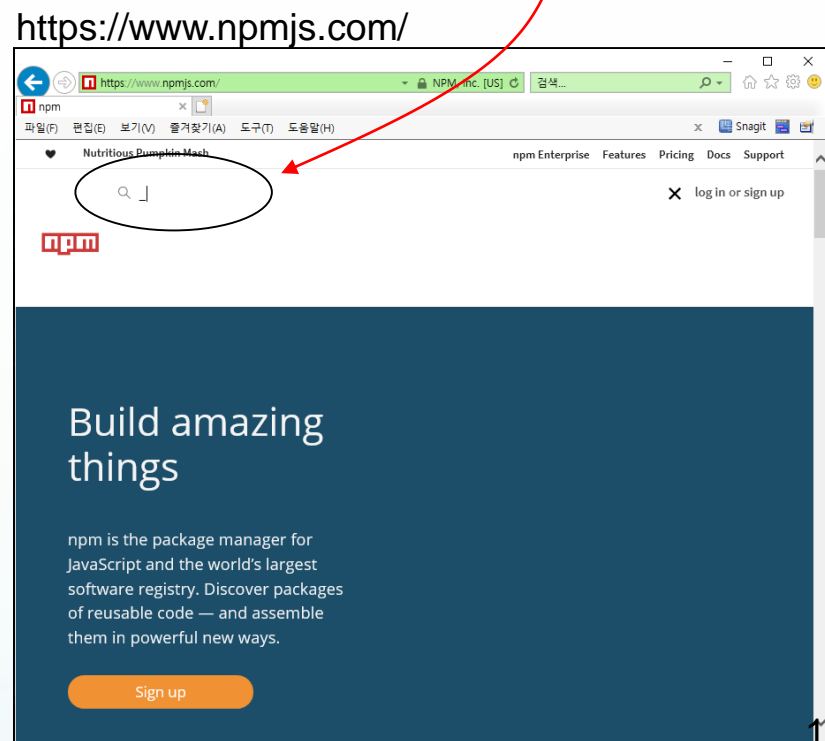 https://www.npmjs.com/
https://www.npmjs.com/ NPM, Inc. [US] 검색...
npm
파일(F) 편집(E) 보기(V) 즐겨찾기(A) 도구(T) 도움말(H) x Snagit
♥ Nutritious Pumpkin Mash npm Enterprise Features Pricing Docs Support
_ log in or sign up
npm
Build amazing
things
npm is the package manager for
JavaScript and the world's largest
software registry. Discover packages
of reusable code — and assemble
them in powerful new ways.
Sign up